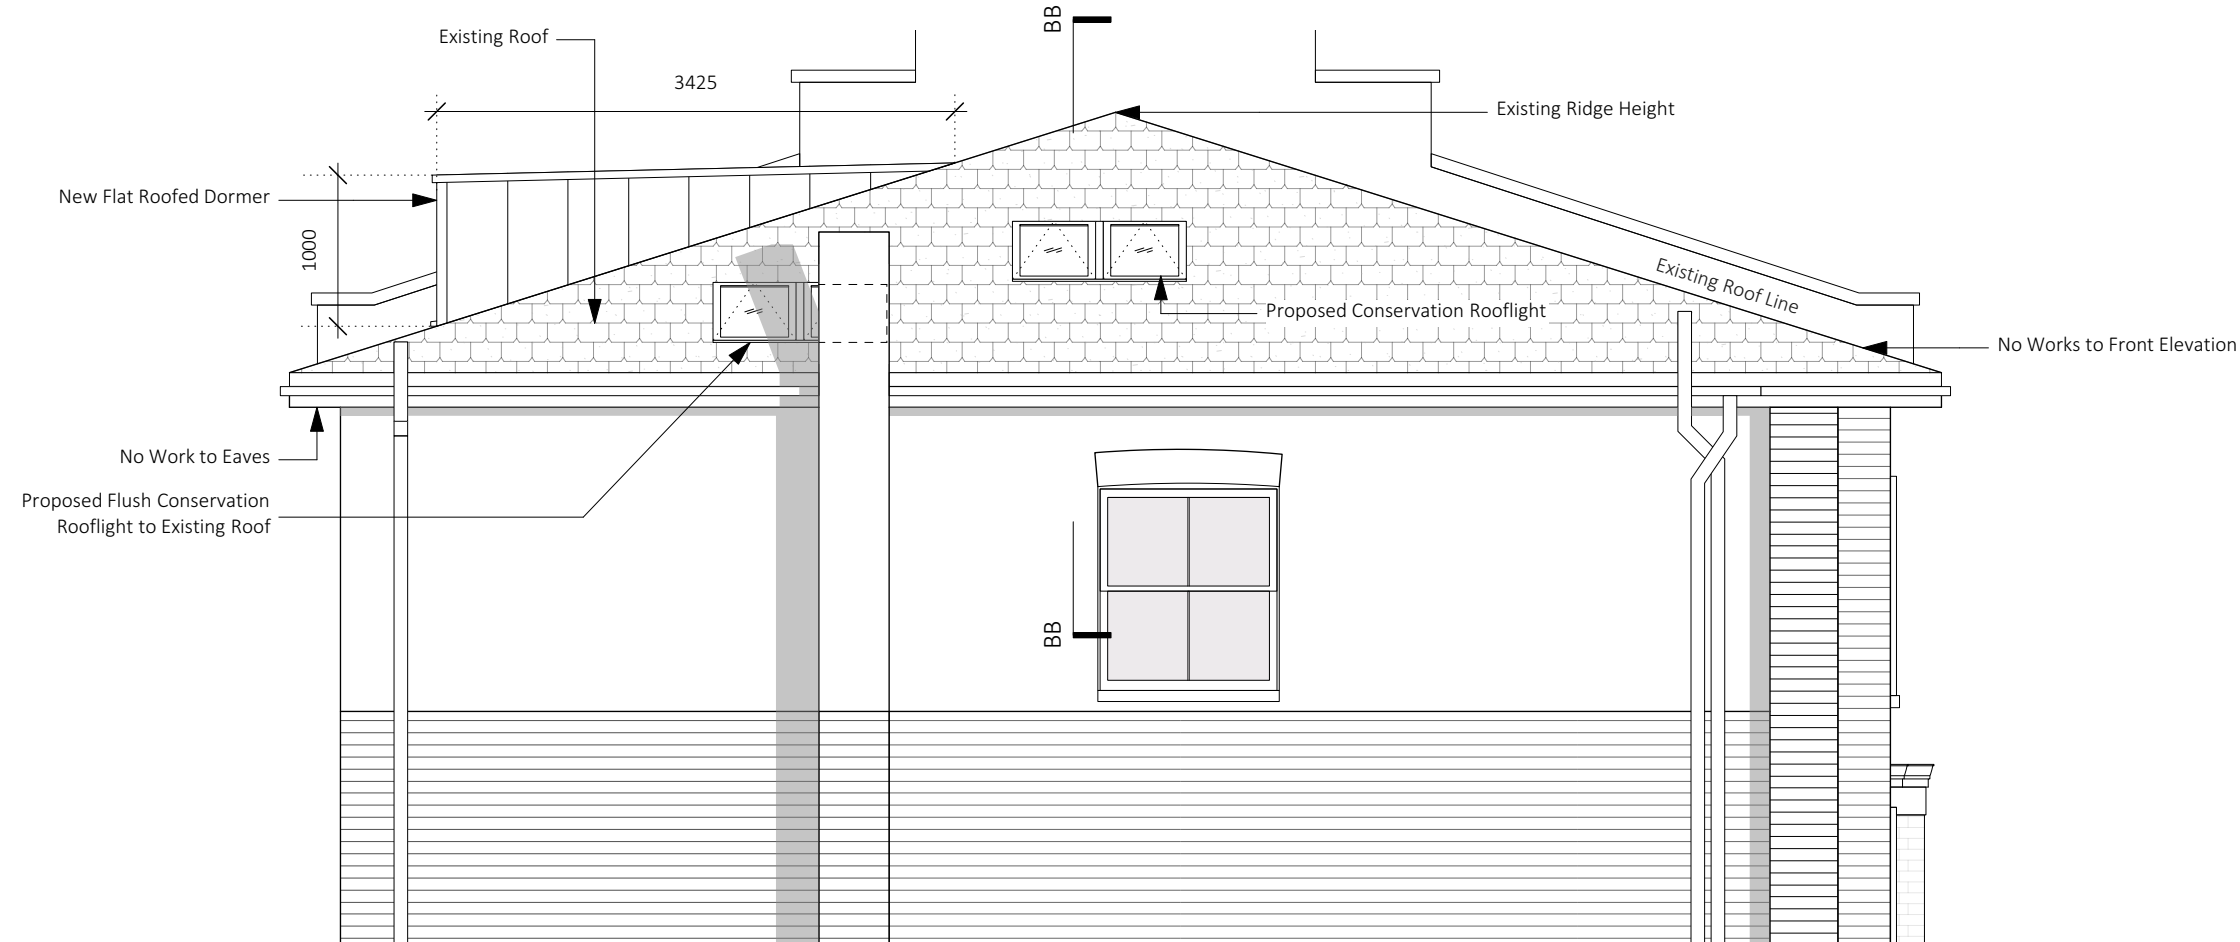 BB
Existing Roof
3425
Existing Ridge Height
New Flat Roofed Dormer
1000
Existing Roof Line
Proposed Conservation Rooflight
No Works to Front Elevation
No Work to Eaves
Proposed Flush Conservation
Rooflight to Existing Roof
BB